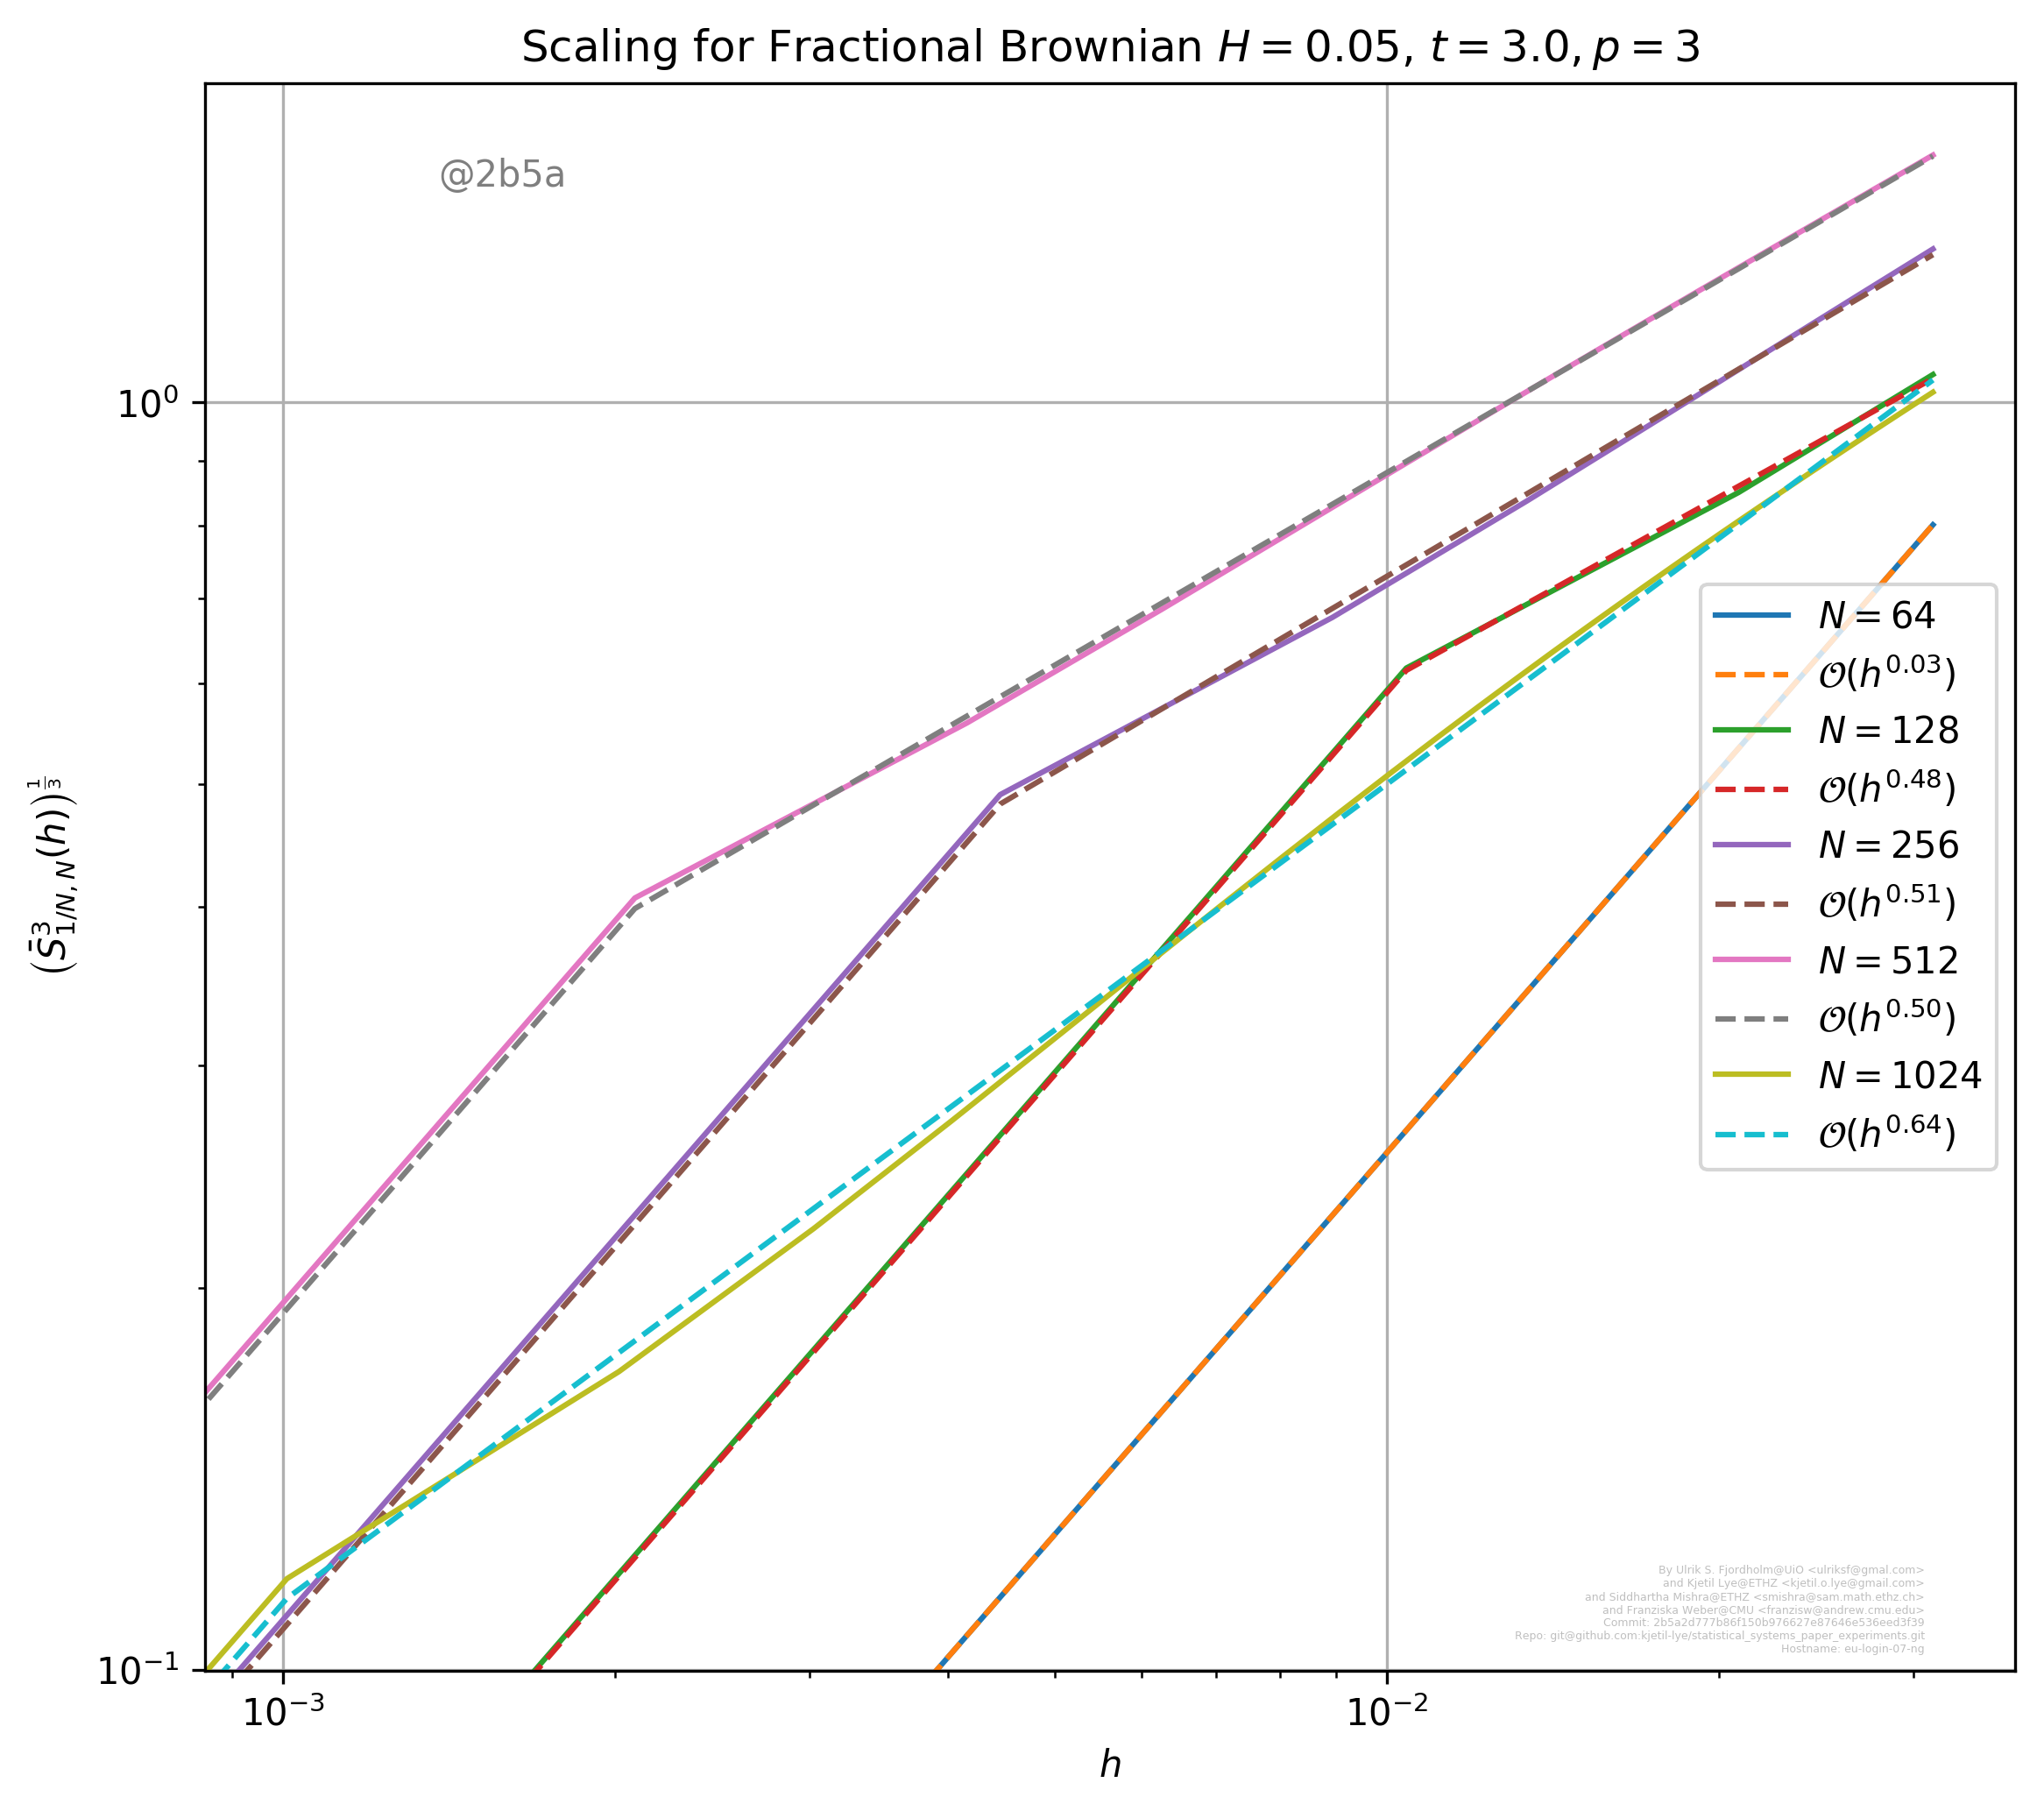 Scaling for Fractional Brownian H = 0.05, t = 3.0, p = 3
@2b5a
10⁰
10⁻¹
(S̄³_{1/N, N}(h))^{1/3}
N = 64
𝒪(h^{0.03})
N = 128
𝒪(h^{0.48})
N = 256
𝒪(h^{0.51})
N = 512
𝒪(h^{0.50})
N = 1024
𝒪(h^{0.64})
By Ulrik S. Fjordholm@UiO <ulriksf@gmal.com>
and Kjetil Lye@ETHZ <kjetil.o.lye@gmail.com>
and Siddhartha Mishra@ETHZ <smishra@sam.math.ethz.ch>
and Franziska Weber@CMU <franzisw@andrew.cmu.edu>
Commit: 2b5a2d777b86f150b976627e87646e536eed3f39
Repo: git@github.com:kjetil-lye/statistical_systems_paper_experiments.git
Hostname: eu-login-07-ng
10⁻³
10⁻²
h